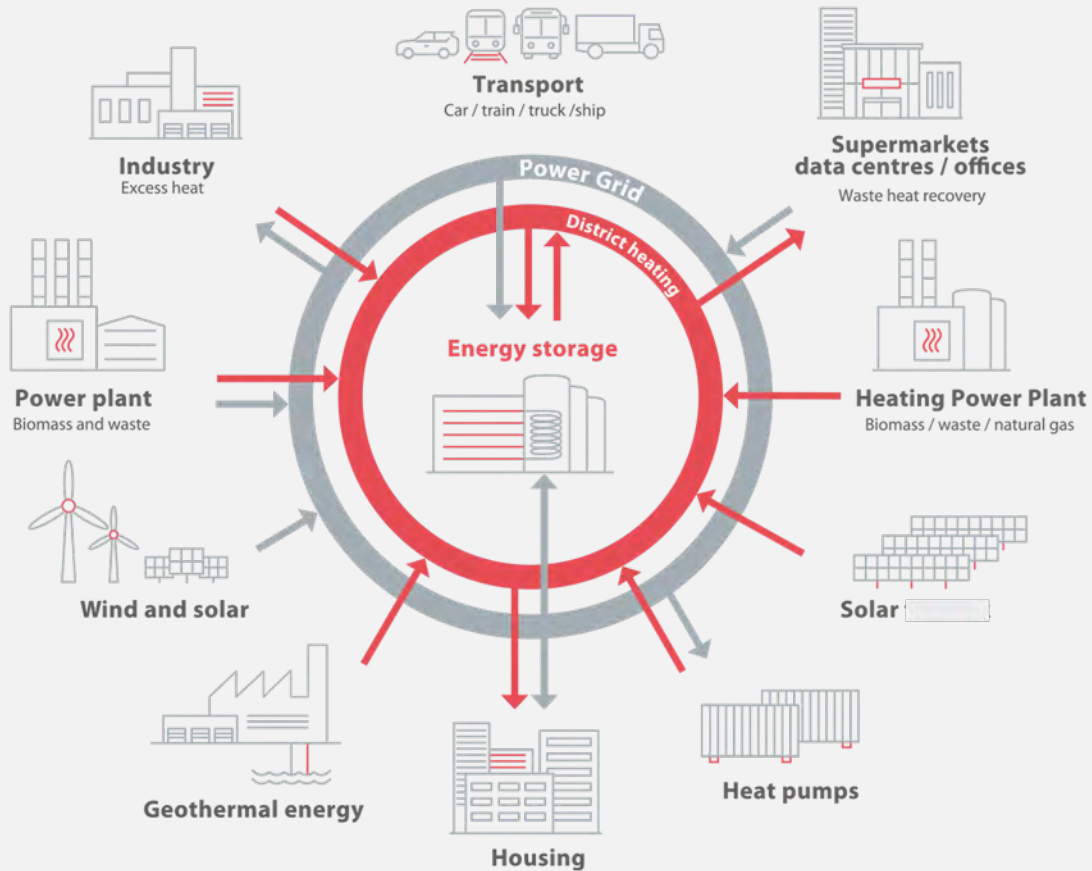 Transport
Car / train / truck /ship
Industry
Excess heat
Supermarkets
data centres / offices
Waste heat recovery
Power Grid
District heating
Energy storage
Power plant
Biomass and waste
Heating Power Plant
Biomass / waste / natural gas
Wind and solar
Solar
Geothermal energy
Heat pumps
Housing